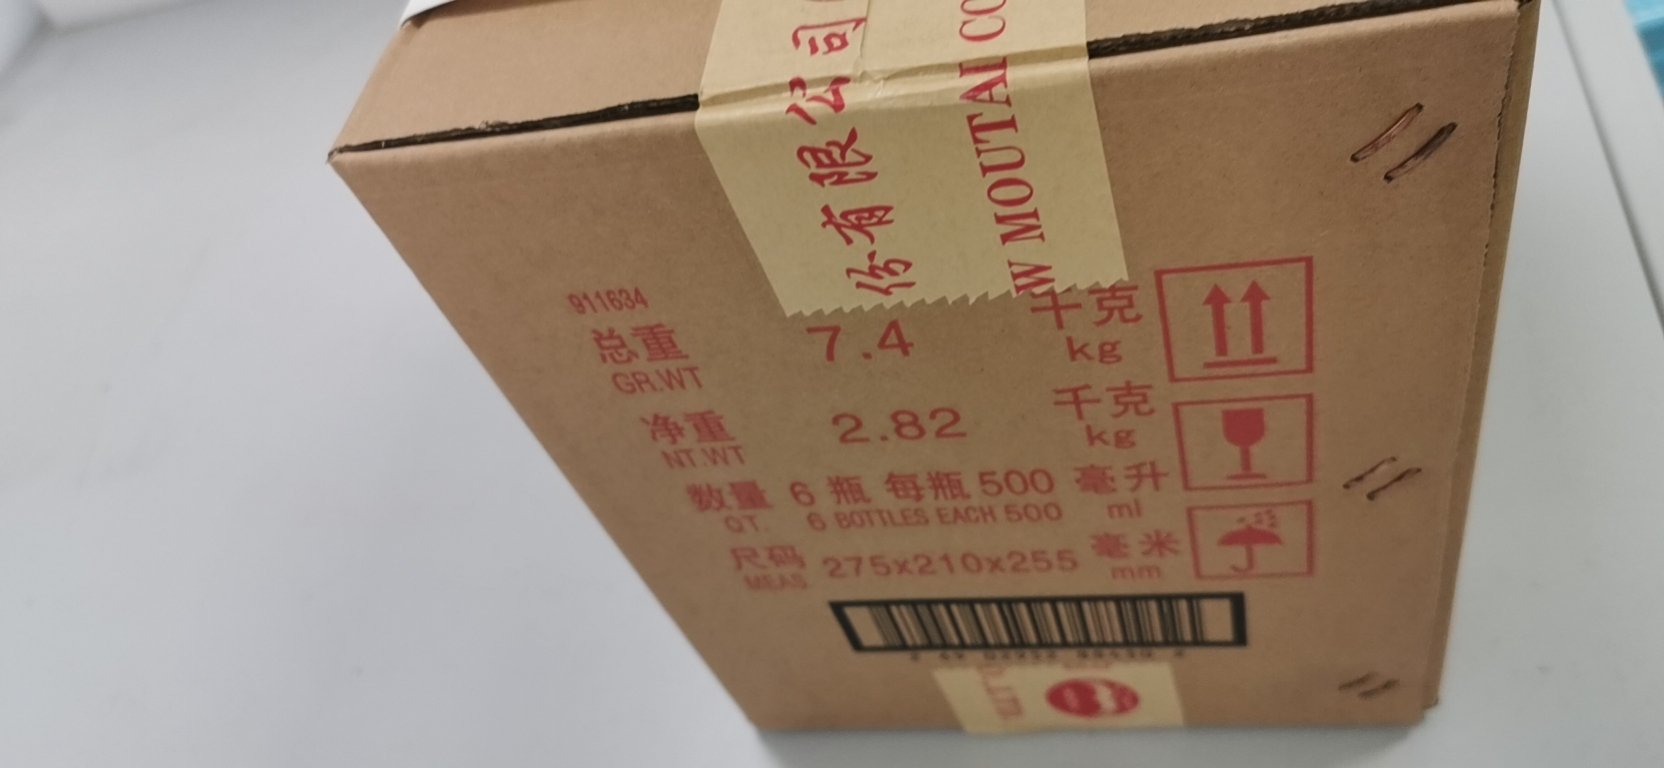 份有限公司
W MOUTAI CO
911634
总重 7.4 千克
GR.WT kg
净重 2.82 千克
NT.WT kg
数量 6 瓶 每瓶 500 毫升
QT. 6 BOTTLES EACH 500 ml
尺码 275x210x255 毫米
MEAS mm